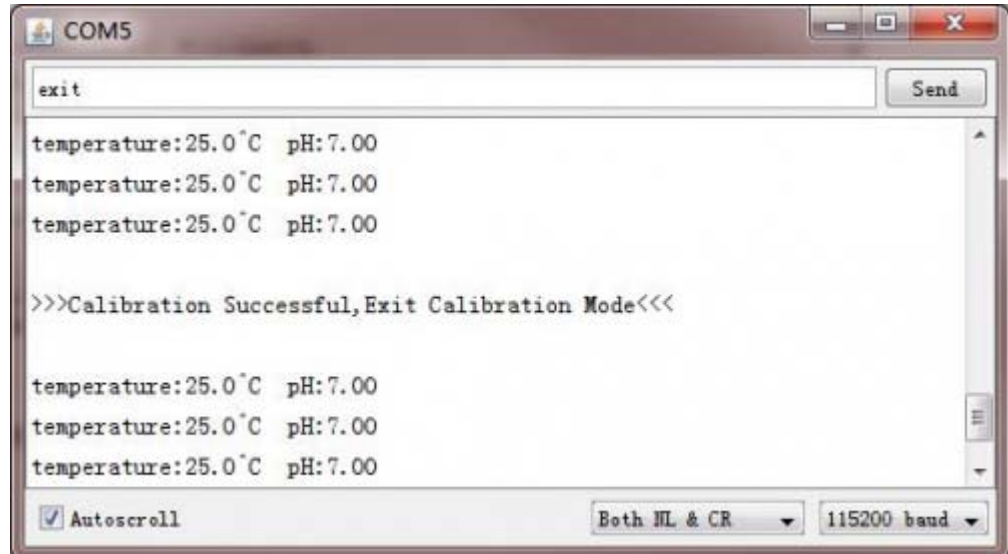 COM5
exit
Send
temperature:25.0^C pH:7.00
temperature:25.0^C pH:7.00
temperature:25.0^C pH:7.00
>>>Calibration Successful,Exit Calibration Mode<<<
temperature:25.0^C pH:7.00
temperature:25.0^C pH:7.00
temperature:25.0^C pH:7.00
Autoscroll
Both NL & CR
115200 baud